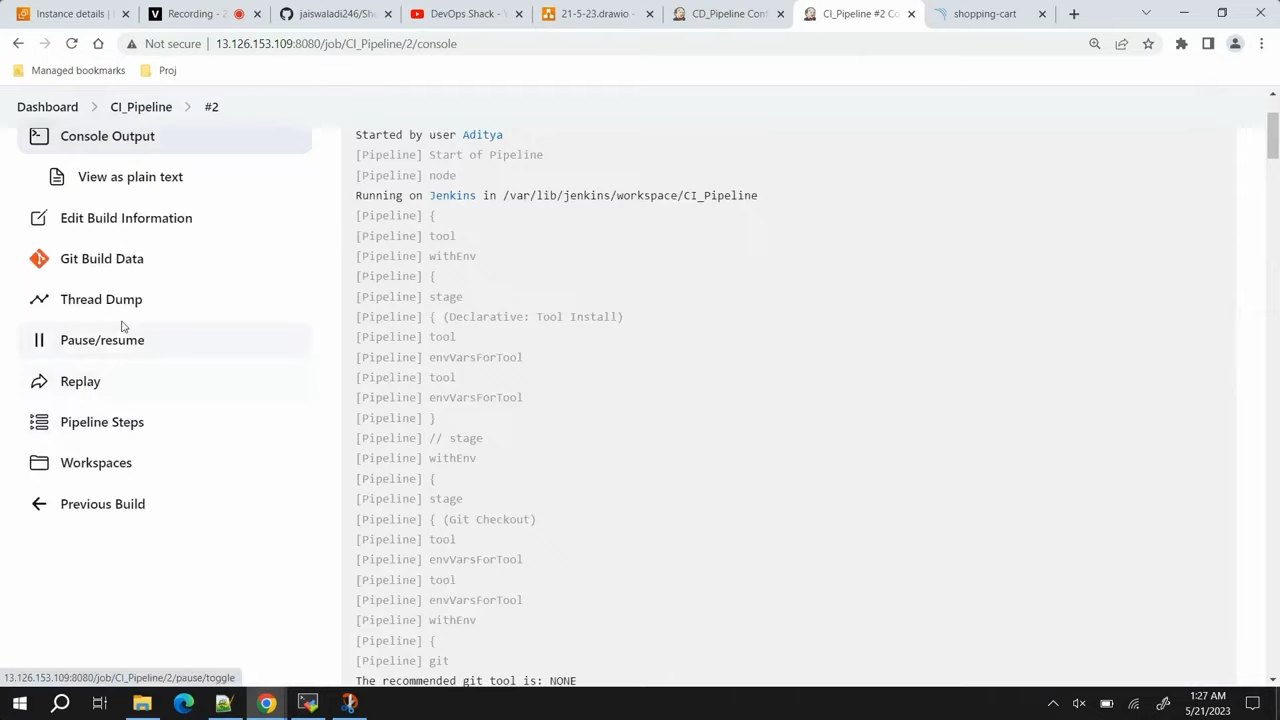 Instance details | E
Recording - 2
jaiswaladi246/Sho
DevOps Shack - V
21-5-23.drawio -
CD_Pipeline Conf
CI_Pipeline #2 Co
shopping-cart
Not secure
13.126.153.109:8080/job/CI_Pipeline/2/console
Managed bookmarks
Proj
Dashboard
CI_Pipeline
#2
Console Output
View as plain text
Edit Build Information
Git Build Data
Thread Dump
Pause/resume
Replay
Pipeline Steps
Workspaces
Previous Build
Started by user Aditya
[Pipeline] Start of Pipeline
[Pipeline] node
Running on Jenkins in /var/lib/jenkins/workspace/CI_Pipeline
[Pipeline] {
[Pipeline] tool
[Pipeline] withEnv
[Pipeline] {
[Pipeline] stage
[Pipeline] { (Declarative: Tool Install)
[Pipeline] tool
[Pipeline] envVarsForTool
[Pipeline] tool
[Pipeline] envVarsForTool
[Pipeline] }
[Pipeline] // stage
[Pipeline] withEnv
[Pipeline] {
[Pipeline] stage
[Pipeline] { (Git Checkout)
[Pipeline] tool
[Pipeline] envVarsForTool
[Pipeline] tool
[Pipeline] envVarsForTool
[Pipeline] withEnv
[Pipeline] {
[Pipeline] git
The recommended git tool is: NONE
13.126.153.109:8080/job/CI_Pipeline/2/pause/toggle
1:27 AM
5/21/2023